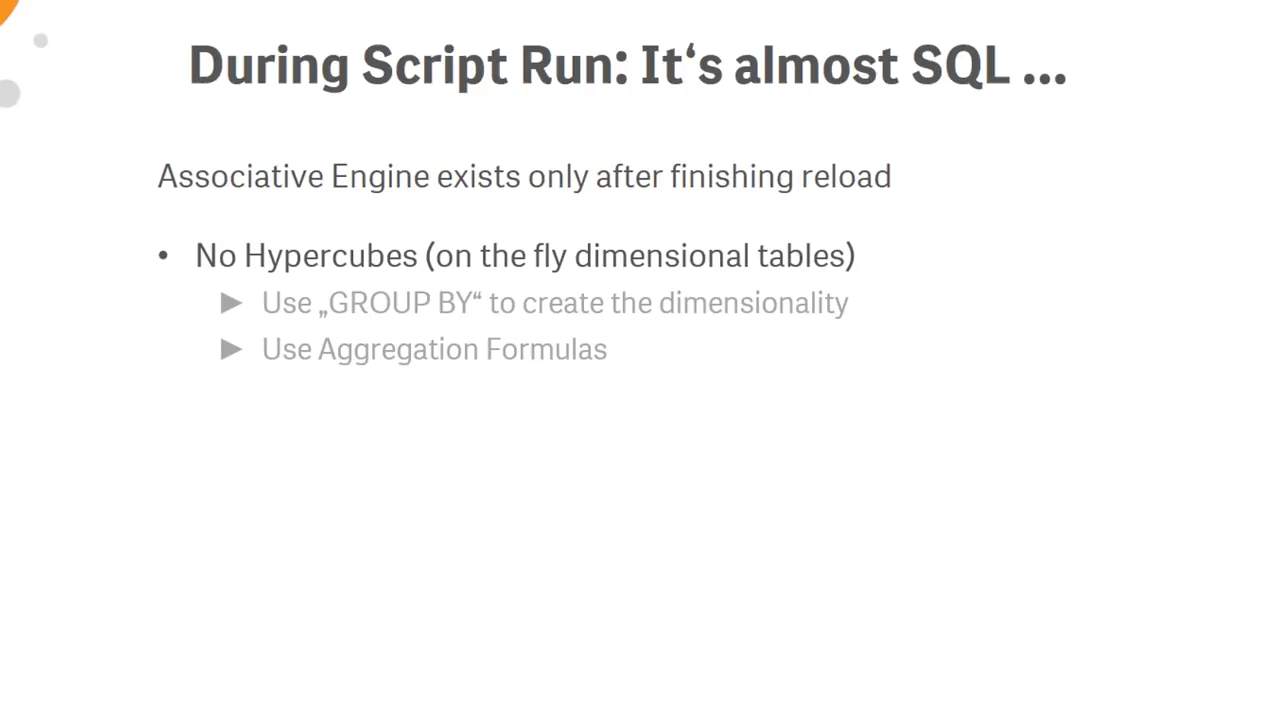 During Script Run: It‘s almost SQL ...
Associative Engine exists only after finishing reload
• No Hypercubes (on the fly dimensional tables)
► Use „GROUP BY“ to create the dimensionality
► Use Aggregation Formulas